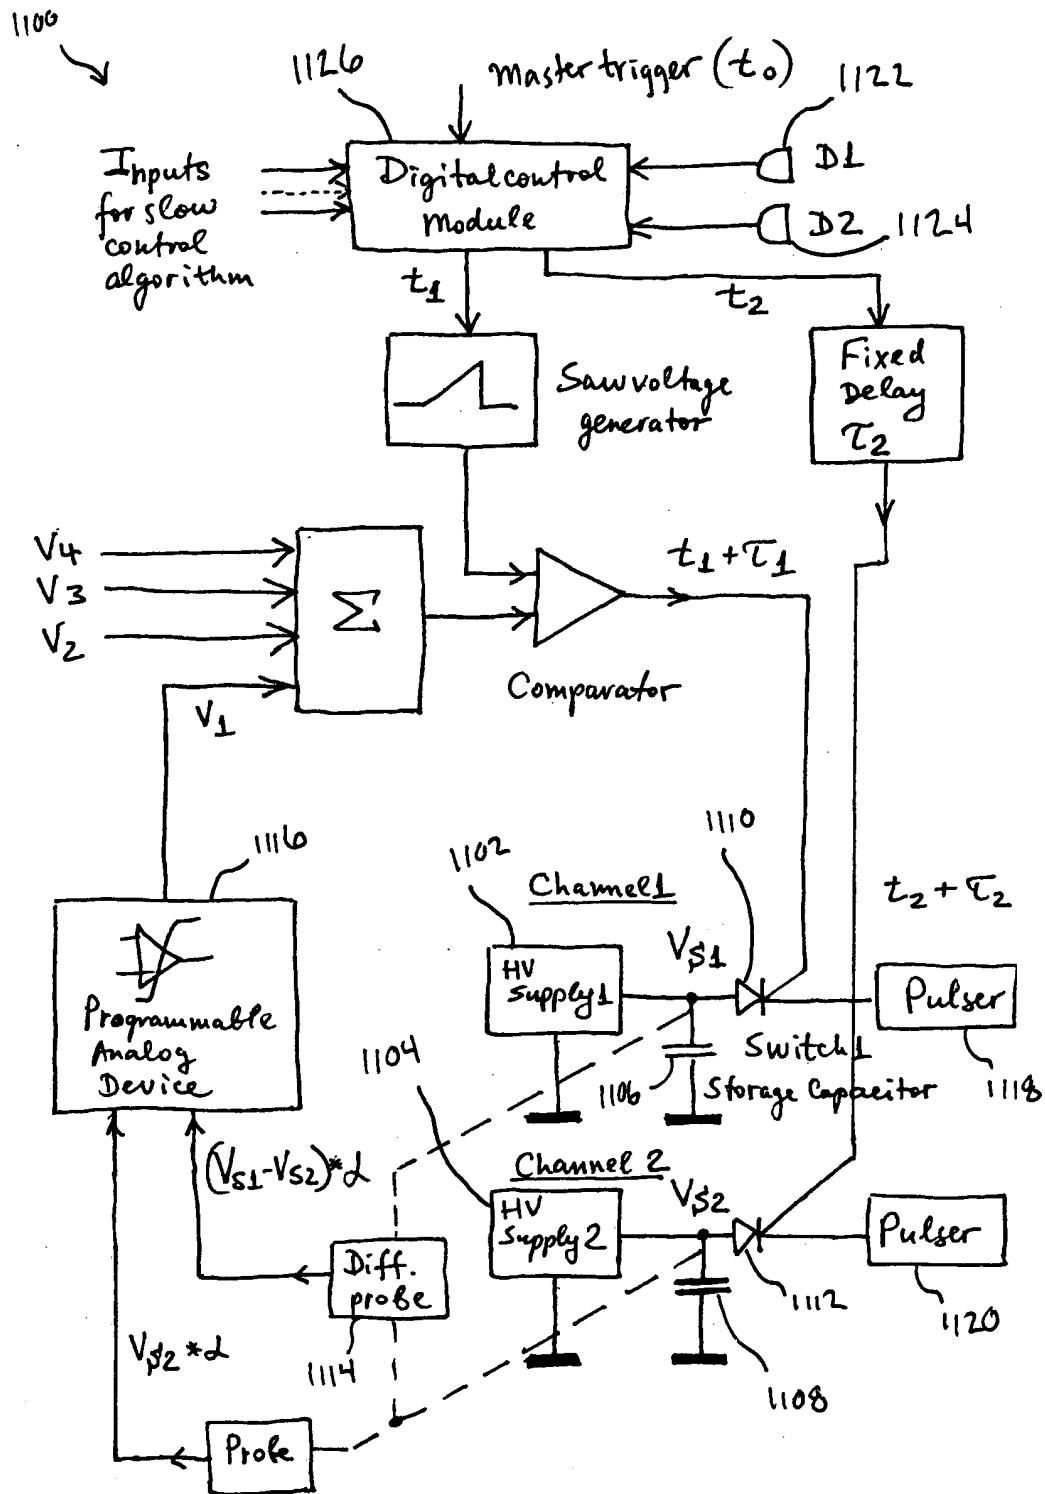 1100
1126
Master trigger (to)
1122
Inputs
for slow
control
algorithm
Digital control
Module
D1
D2
1124
t1
t2
Saw voltage
generator
Fixed
Delay
τ2
V4
V3
V2
V1
Σ
t1 + τ1
Comparator
1116
1110
1102
Channel 1
t2 + τ2
VS1
HV
Supply 1
Pulser
Programmable
Analog
Device
1104
1106
Switch 1
Storage Capacitor
1118
(VS1-VS2)*α
Channel 2
VS2
HV
Supply 2
Pulser
Diff.
probe
1112
1120
VS2*α
1114
1108
Probe